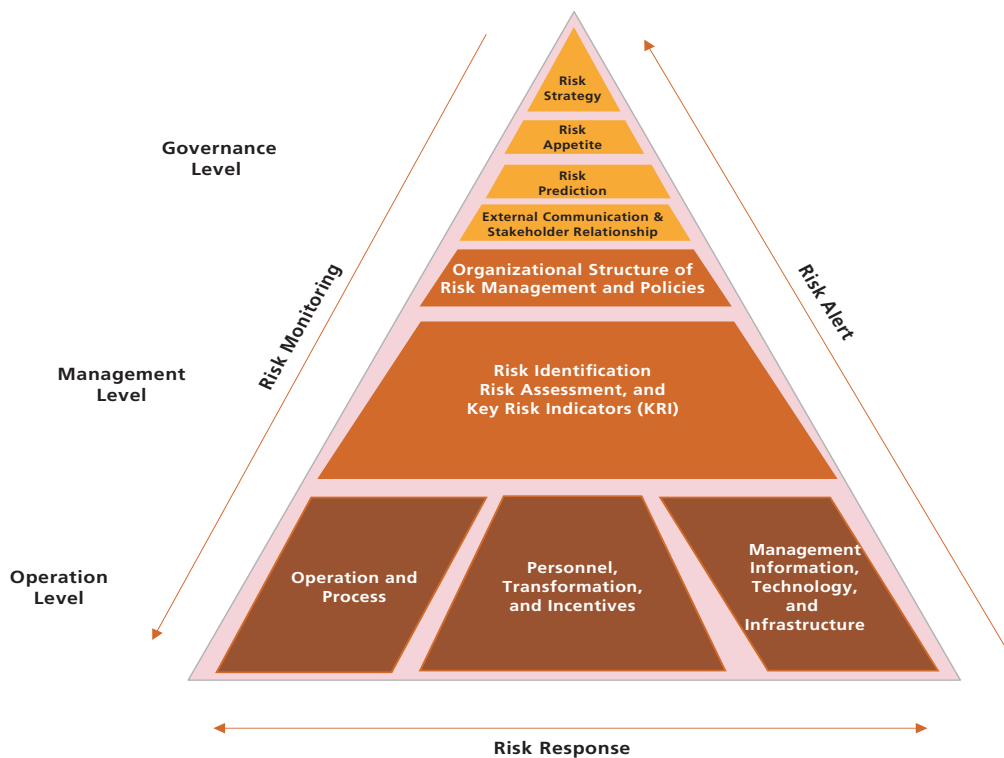 Risk
Strategy
Governance
Level
Risk
Appetite
Risk
Prediction
External Communication &
Stakeholder Relationship
Organizational Structure of
Risk Management and Policies
Risk Monitoring
Risk Alert
Management
Level
Risk Identification
Risk Assessment, and
Key Risk Indicators (KRI)
Operation
Level
Operation and
Process
Personnel,
Transformation,
and Incentives
Management
Information,
Technology,
and
Infrastructure
Risk Response